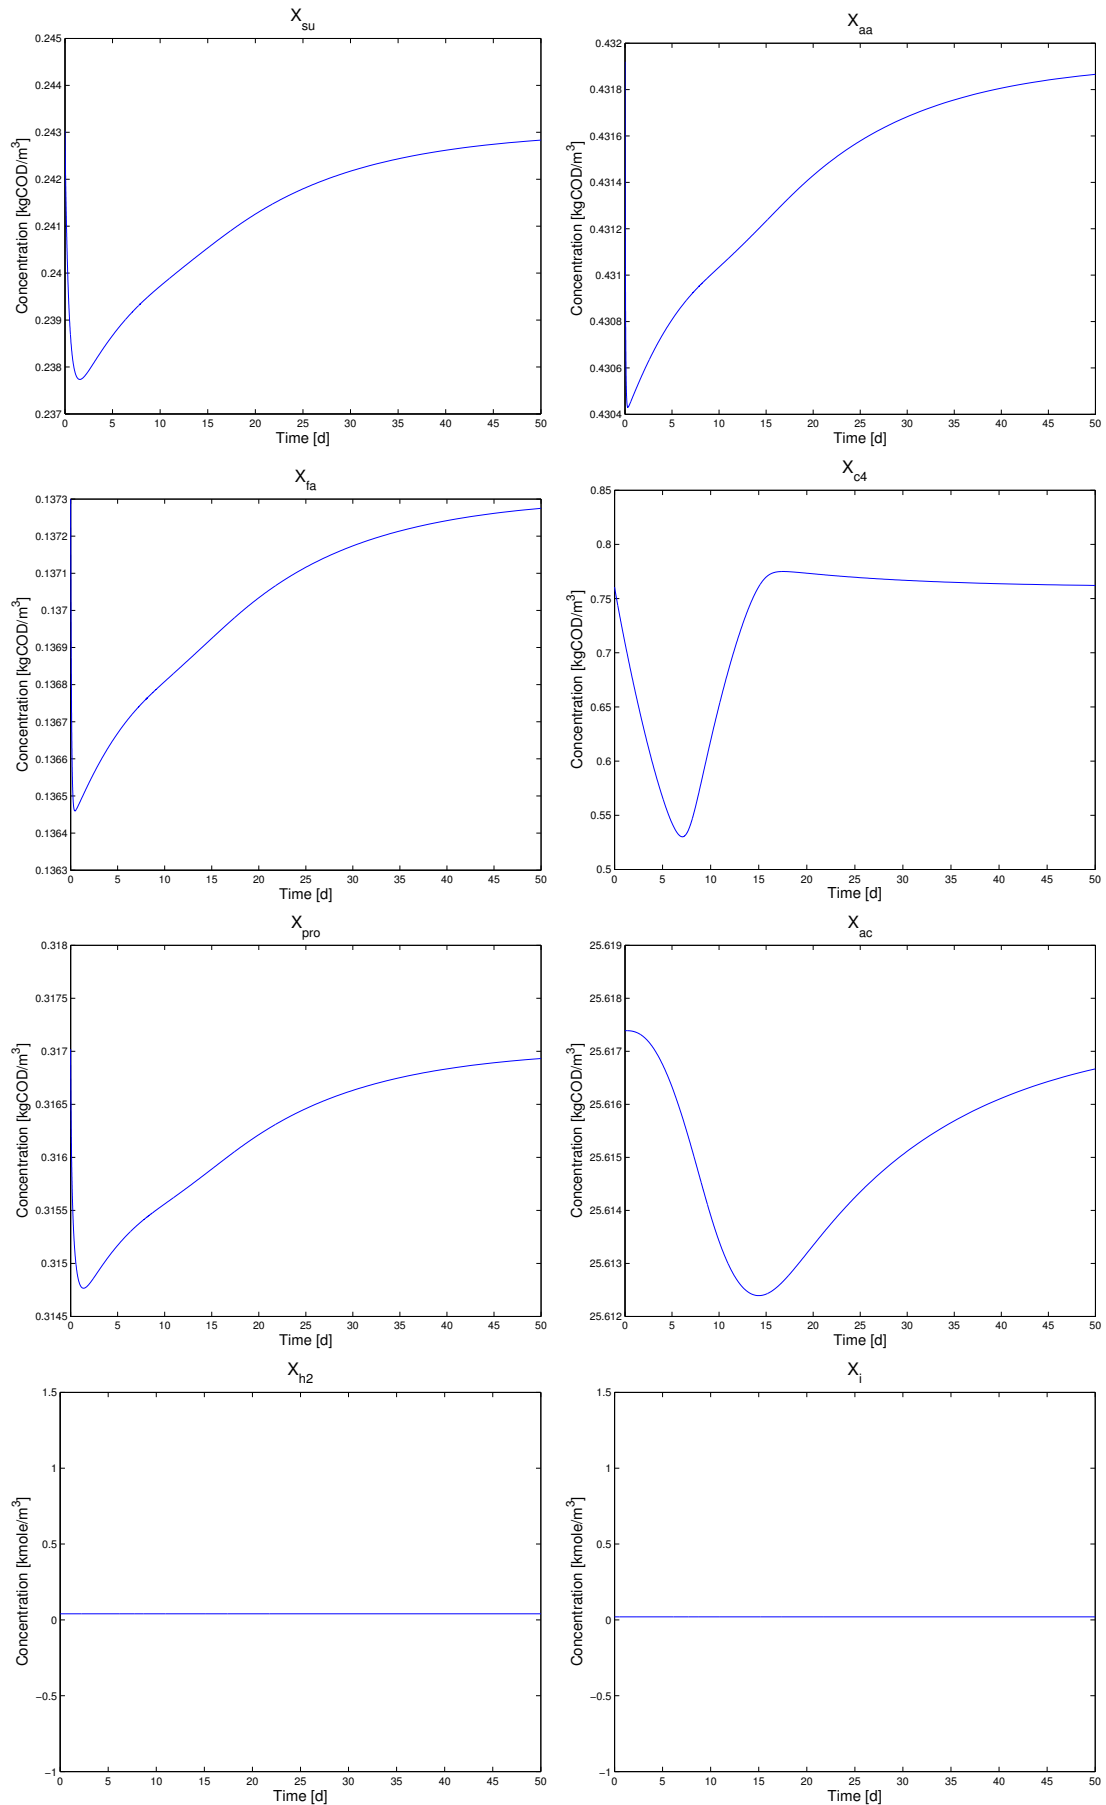 X_su
0.245
0.244
0.243
0.242
0.241
0.24
0.239
0.238
0.237
Concentration [kgCOD/m³]
0 5 10 15 20 25 30 35 40 45 50
Time [d]
X_aa
0.432
0.4318
0.4316
0.4314
0.4312
0.431
0.4308
0.4306
0.4304
Concentration [kgCOD/m³]
0 5 10 15 20 25 30 35 40 45 50
Time [d]
X_fa
0.1373
0.1372
0.1371
0.137
0.1369
0.1368
0.1367
0.1366
0.1365
0.1364
0.1363
Concentration [kgCOD/m³]
0 5 10 15 20 25 30 35 40 45 50
Time [d]
X_c4
0.85
0.8
0.75
0.7
0.65
0.6
0.55
0.5
Concentration [kgCOD/m³]
0 5 10 15 20 25 30 35 40 45 50
Time [d]
X_pro
0.318
0.3175
0.317
0.3165
0.316
0.3155
0.315
0.3145
Concentration [kgCOD/m³]
0 5 10 15 20 25 30 35 40 45 50
Time [d]
X_ac
25.619
25.618
25.617
25.616
25.615
25.614
25.613
25.612
Concentration [kgCOD/m³]
0 5 10 15 20 25 30 35 40 45 50
Time [d]
X_h2
1.5
1
0.5
0
−0.5
−1
Concentration [kmole/m³]
0 5 10 15 20 25 30 35 40 45 50
Time [d]
X_i
1.5
1
0.5
0
−0.5
−1
Concentration [kmole/m³]
0 5 10 15 20 25 30 35 40 45 50
Time [d]